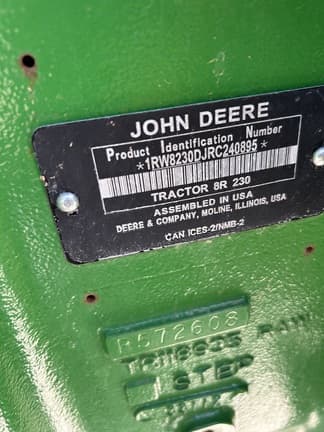 JOHN DEERE
Product Identification Number
*1RW8230DJRC240895*
TRACTOR 8R 230
ASSEMBLED IN USA
DEERE & COMPANY, MOLINE, ILLINOIS, USA
CAN ICES-2/NMB-2
R572608
STEP